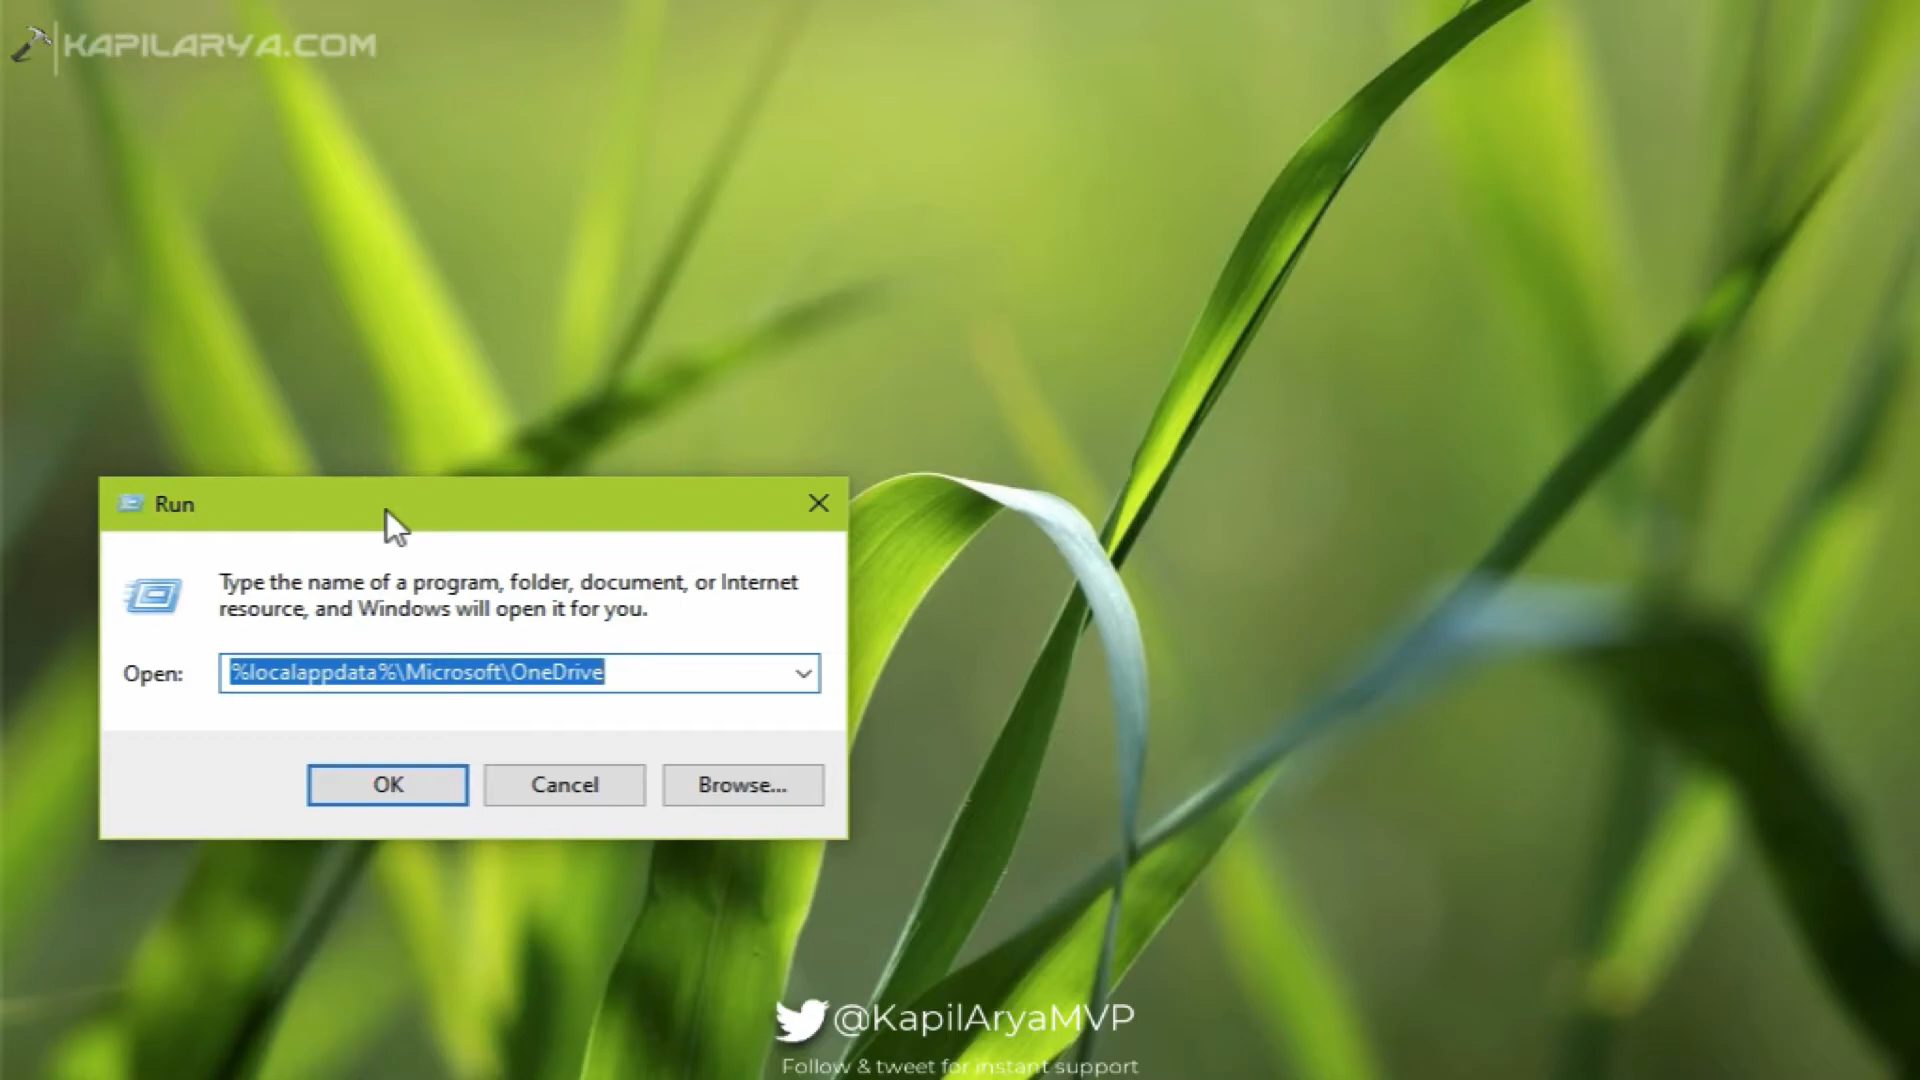 KAPILARYA.COM
Run
Type the name of a program, folder, document, or Internet
resource, and Windows will open it for you.
Open:
%localappdata%\Microsoft\OneDrive
OK
Cancel
Browse...
@KapilAryaMVP
Follow & tweet for instant support